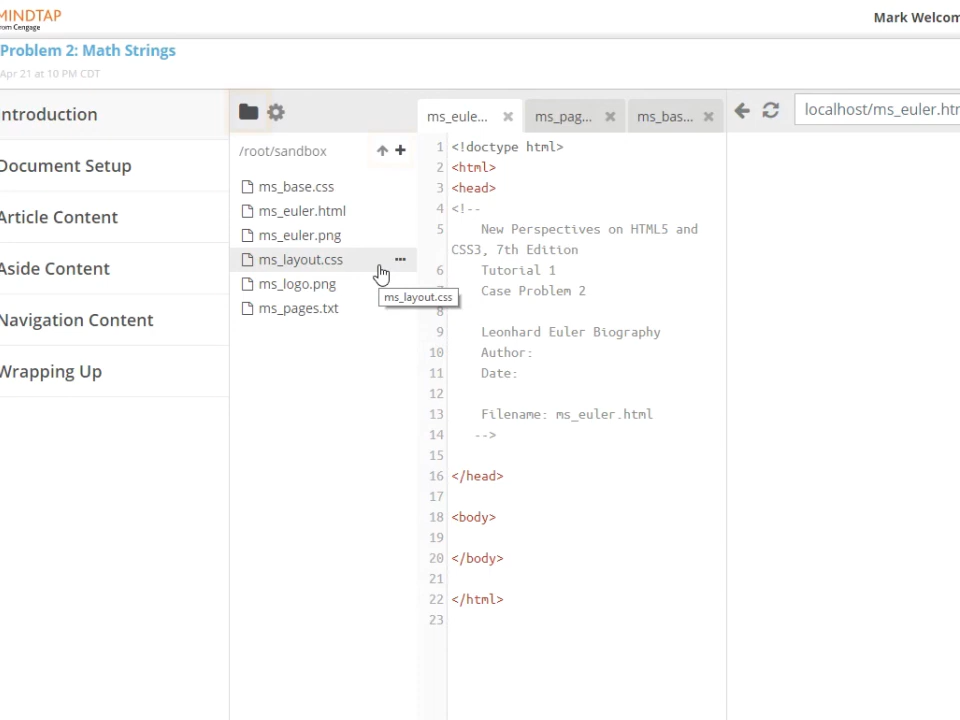 MINDTAP
From Cengage
Mark Welcom
Problem 2: Math Strings
Apr 21 at 10 PM CDT
ntroduction
Document Setup
Article Content
Aside Content
Navigation Content
Wrapping Up
/root/sandbox
ms_base.css
ms_euler.html
ms_euler.png
ms_layout.css
ms_logo.png
ms_pages.txt
ms_layout.css
ms_eule...
ms_pag...
ms_bas...
localhost/ms_euler.htm
1 <!doctype html>
2 <html>
3 <head>
4 <!--
5 New Perspectives on HTML5 and
CSS3, 7th Edition
6 Tutorial 1
7 Case Problem 2
8
9 Leonhard Euler Biography
10 Author:
11 Date:
12
13 Filename: ms_euler.html
14 -->
15
16 </head>
17
18 <body>
19
20 </body>
21
22 </html>
23